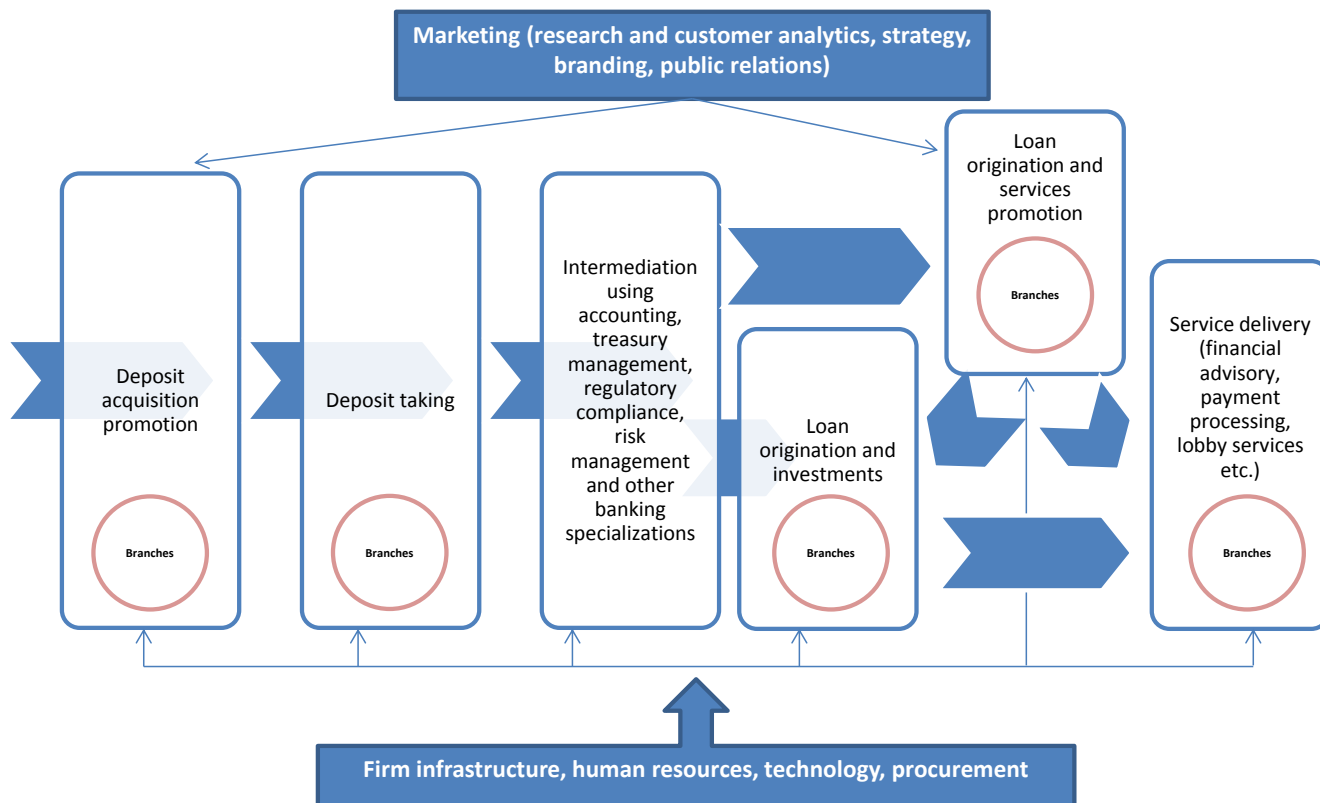 Marketing (research and customer analytics, strategy,
branding, public relations)
Deposit
acquisition
promotion
Branches
Deposit taking
Branches
Intermediation
using
accounting,
treasury
management,
regulatory
compliance,
risk
management
and other
banking
specializations
Loan
origination and
investments
Branches
Loan
origination and
services
promotion
Branches
Service delivery
(financial
advisory,
payment
processing,
lobby services
etc.)
Branches
Firm infrastructure, human resources, technology, procurement